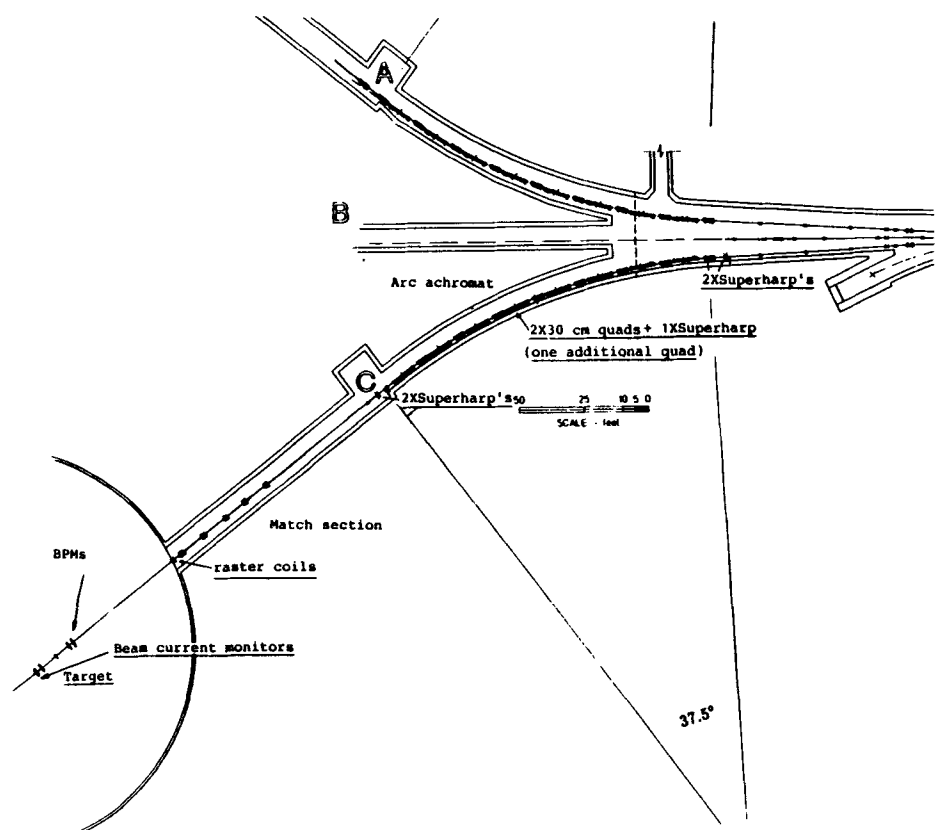 A
B
Arc achromat
2XSuperharp's
2X30 cm quads+ 1XSuperharp
(one additional quad)
C
2XSuperharp's
50 25 10 5 0
SCALE - feet
Match section
BPMs
raster coils
Beam current monitors
Target
37.5°